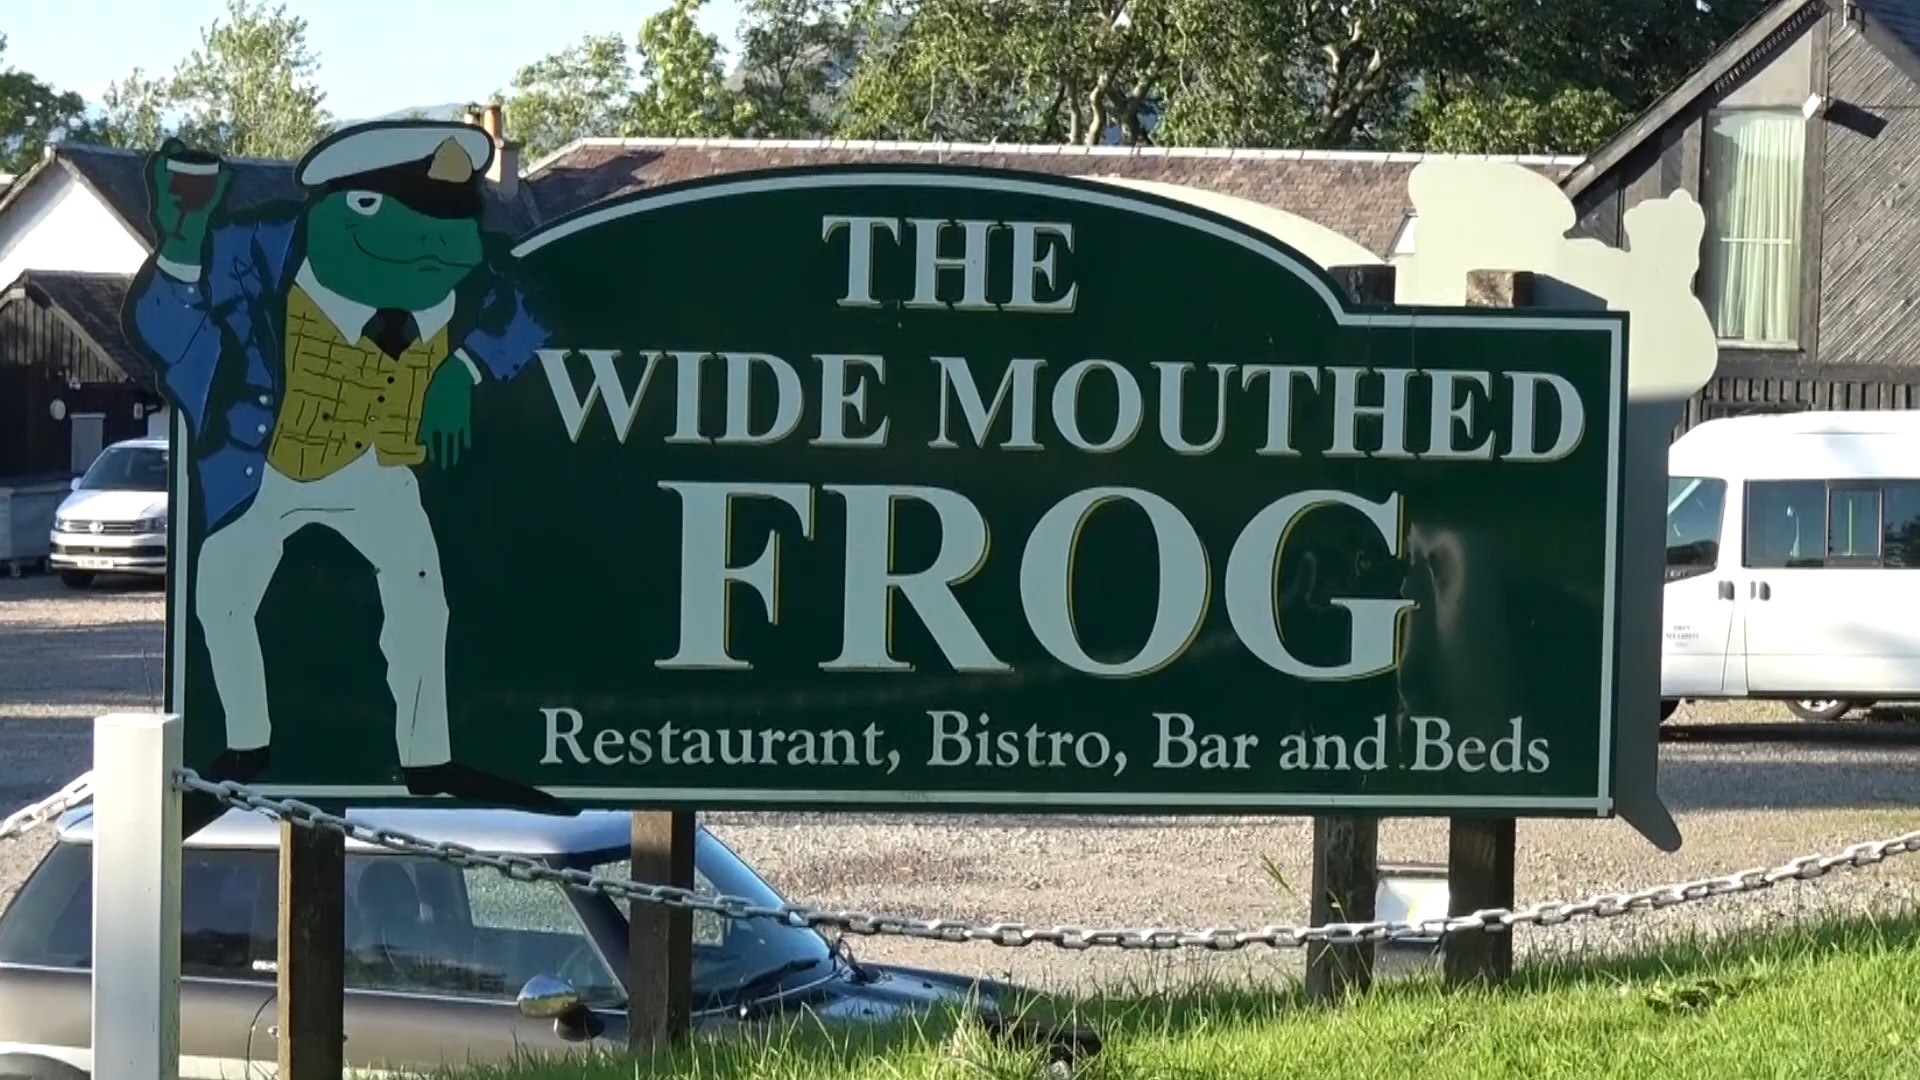 THE
WIDE MOUTHED
FROG
Restaurant, Bistro, Bar and Beds